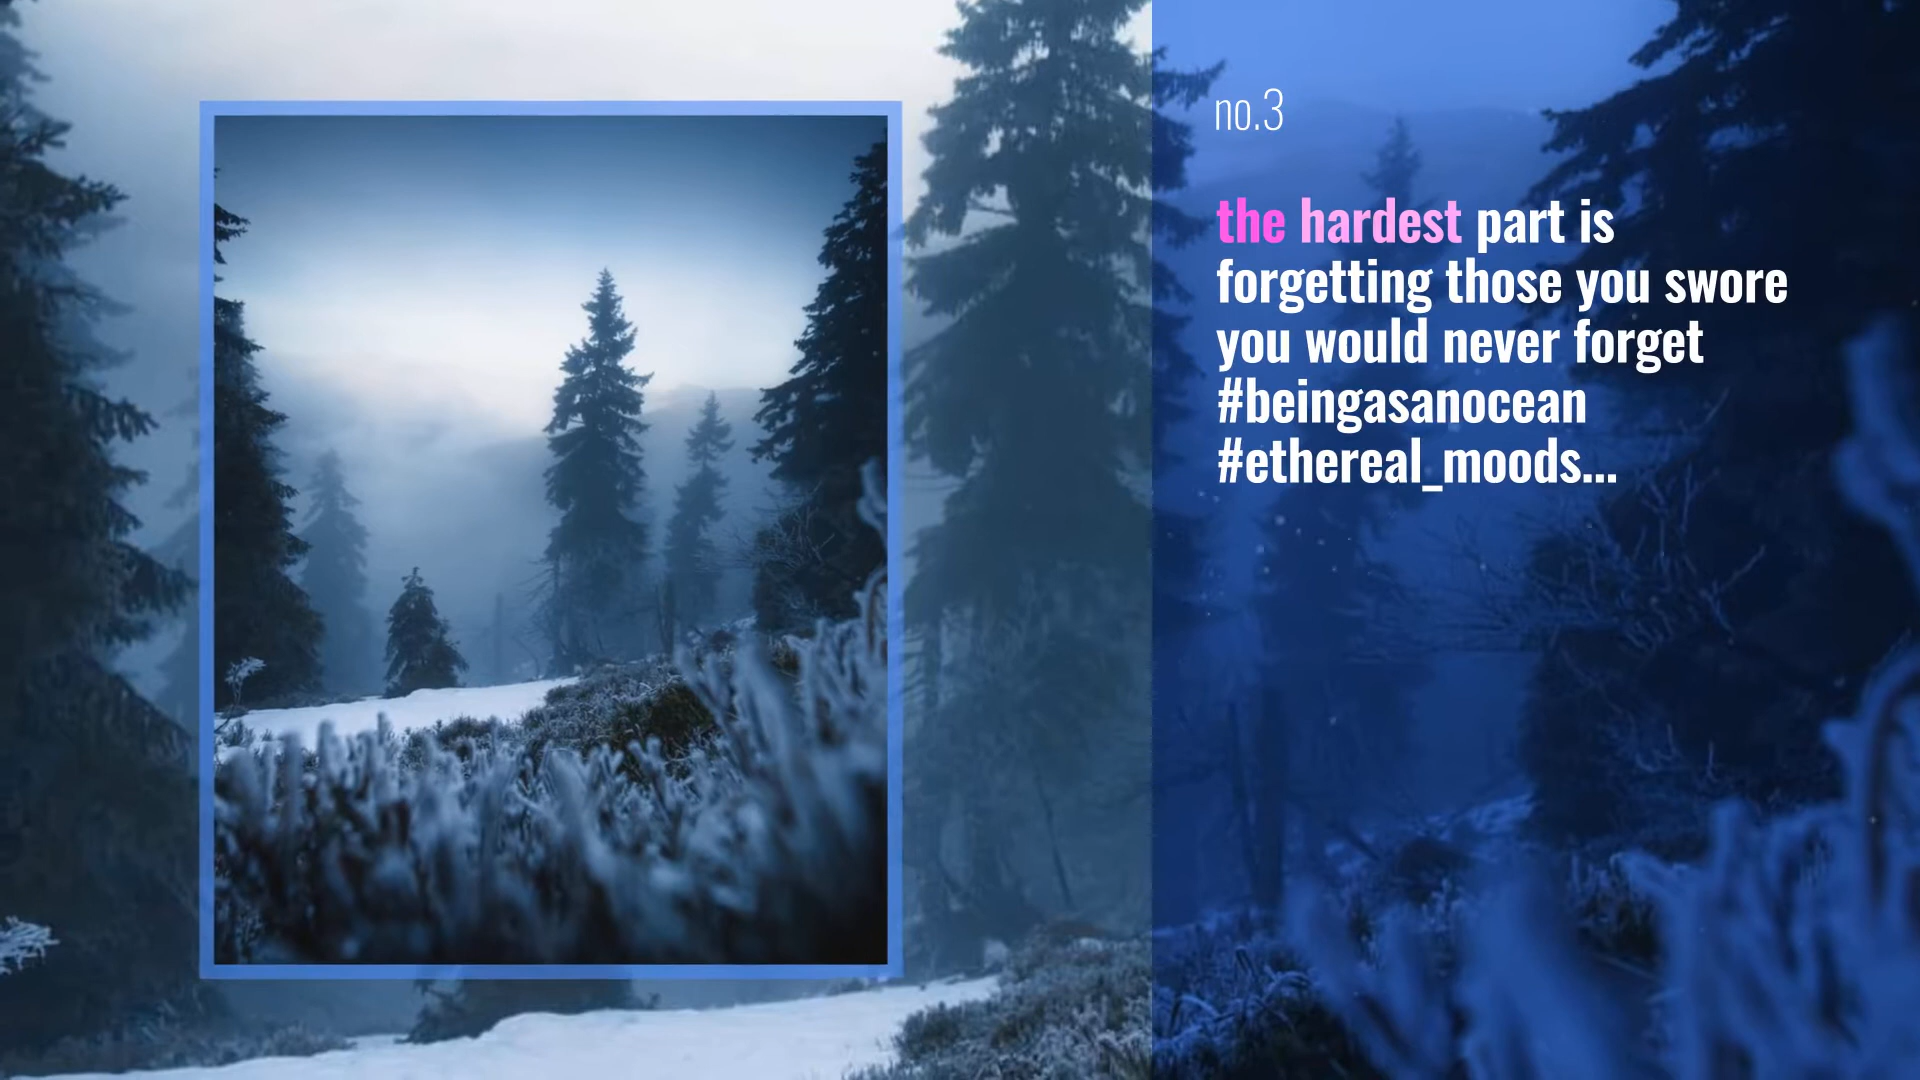 no.3
the hardest part is
forgetting those you swore
you would never forget
#beingasanocean
#ethereal_moods...